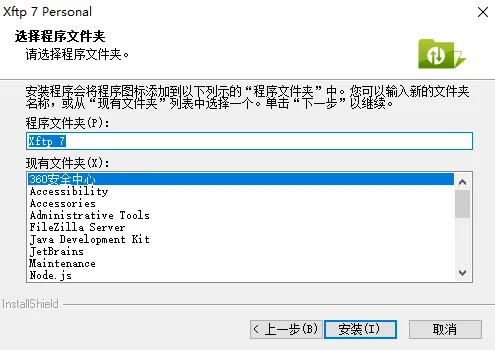 Xftp 7 Personal
选择程序文件夹
请选择程序文件夹。
安装程序会将程序图标添加到以下列示的“程序文件夹”中。您可以输入新的文件夹
名称，或从“现有文件夹”列表中选择一个。单击“下一步”以继续。
程序文件夹(P):
Xftp 7
现有文件夹(X):
360安全中心
Accessibility
Accessories
Administrative Tools
FileZilla Server
Java Development Kit
JetBrains
Maintenance
Node.js
InstallShield
< 上一步(B)
安装(I)
取消